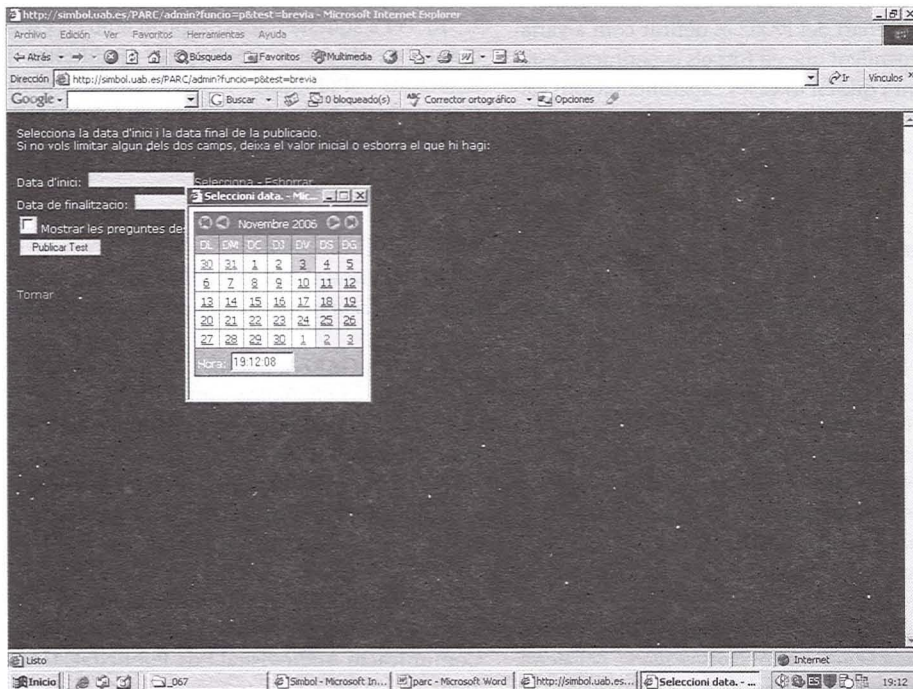 http://simbol.uab.es/PARC/admin?funcio=p&test=brevia - Microsoft Internet Explorer
Archivo Edición Ver Favoritos Herramientas Ayuda
Atrás Búsqueda Favoritos Multimedia
Dirección http://simbol.uab.es/PARC/admin?funcio=p&test=brevia Ir Vínculos »
Google - Buscar 0 bloqueado(s) Corrector ortográfico Opciones
Selecciona la data d'inici i la data final de la publicacio.
Si no vols limitar algun dels dos camps, deixa el valor inicial o esborra el que hi hagi:
Data d'inici: Selecciona - Esborrar
Data de finalitzacio:
Mostrar les preguntes des
Publicar Test
Tornar
Seleccioni data. - Mic...
Novembre 2006
DL DM DC DJ DV DS DG
30 31 1 2 3 4 5
6 7 8 9 10 11 12
13 14 15 16 17 18 19
20 21 22 23 24 25 26
27 28 29 30 1 2 3
Hora: 19:12:08
Listo Internet
Inicio _067 Simbol - Microsoft In... parc - Microsoft Word http://simbol.uab.es... Seleccioni data. - ... ES 19:12